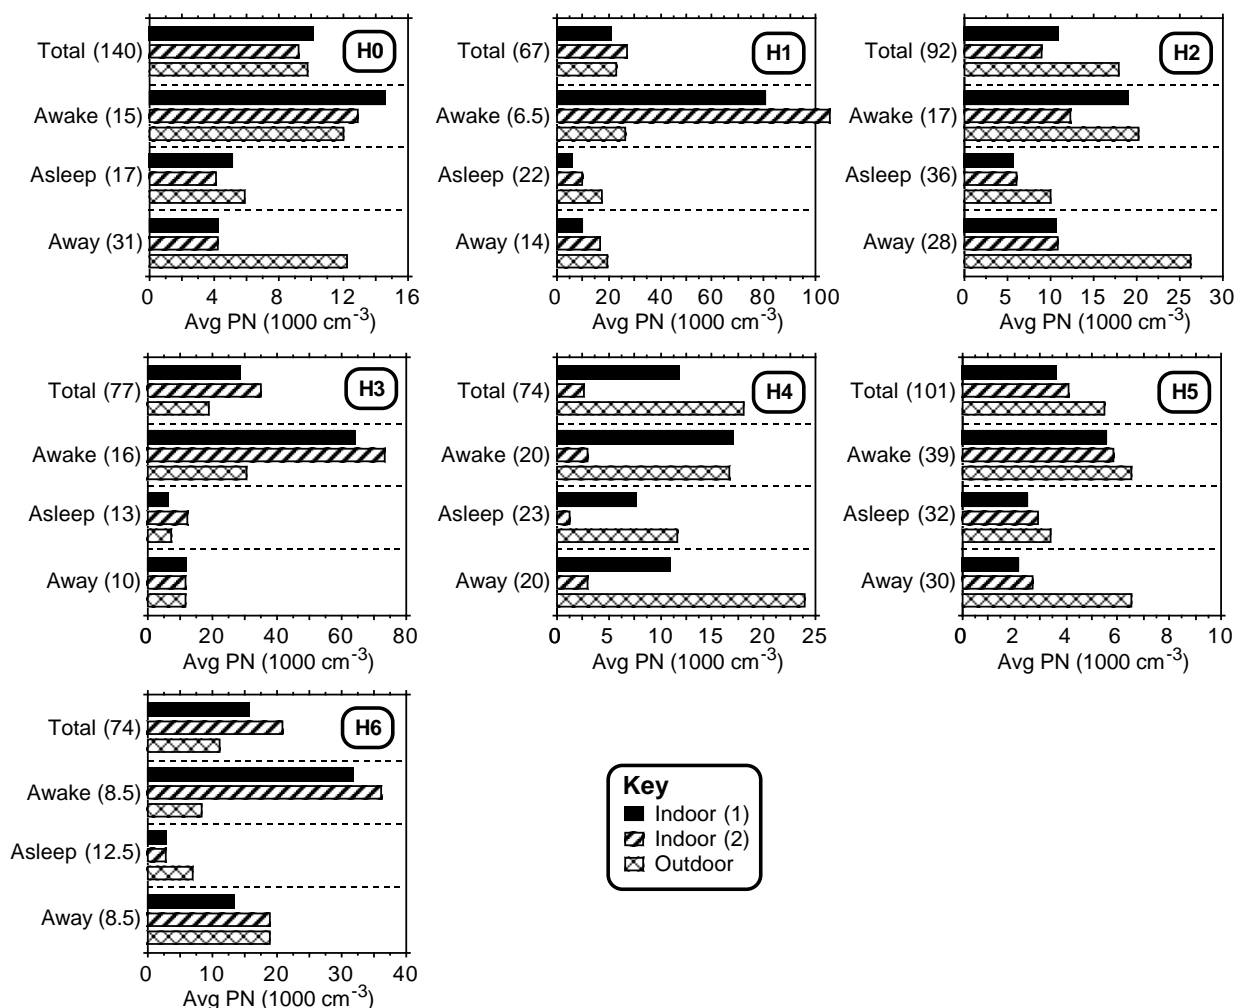 H0
Total (140)
Awake (15)
Asleep (17)
Away (31)
0 4 8 12 16
Avg PN (1000 cm-3)
H1
Total (67)
Awake (6.5)
Asleep (22)
Away (14)
0 20 40 60 80 100
Avg PN (1000 cm-3)
H2
Total (92)
Awake (17)
Asleep (36)
Away (28)
0 5 10 15 20 25 30
Avg PN (1000 cm-3)
H3
Total (77)
Awake (16)
Asleep (13)
Away (10)
0 20 40 60 80
Avg PN (1000 cm-3)
H4
Total (74)
Awake (20)
Asleep (23)
Away (20)
0 5 10 15 20 25
Avg PN (1000 cm-3)
H5
Total (101)
Awake (39)
Asleep (32)
Away (30)
0 2 4 6 8 10
Avg PN (1000 cm-3)
H6
Total (74)
Awake (8.5)
Asleep (12.5)
Away (8.5)
0 10 20 30 40
Avg PN (1000 cm-3)
Key
Indoor (1)
Indoor (2)
Outdoor